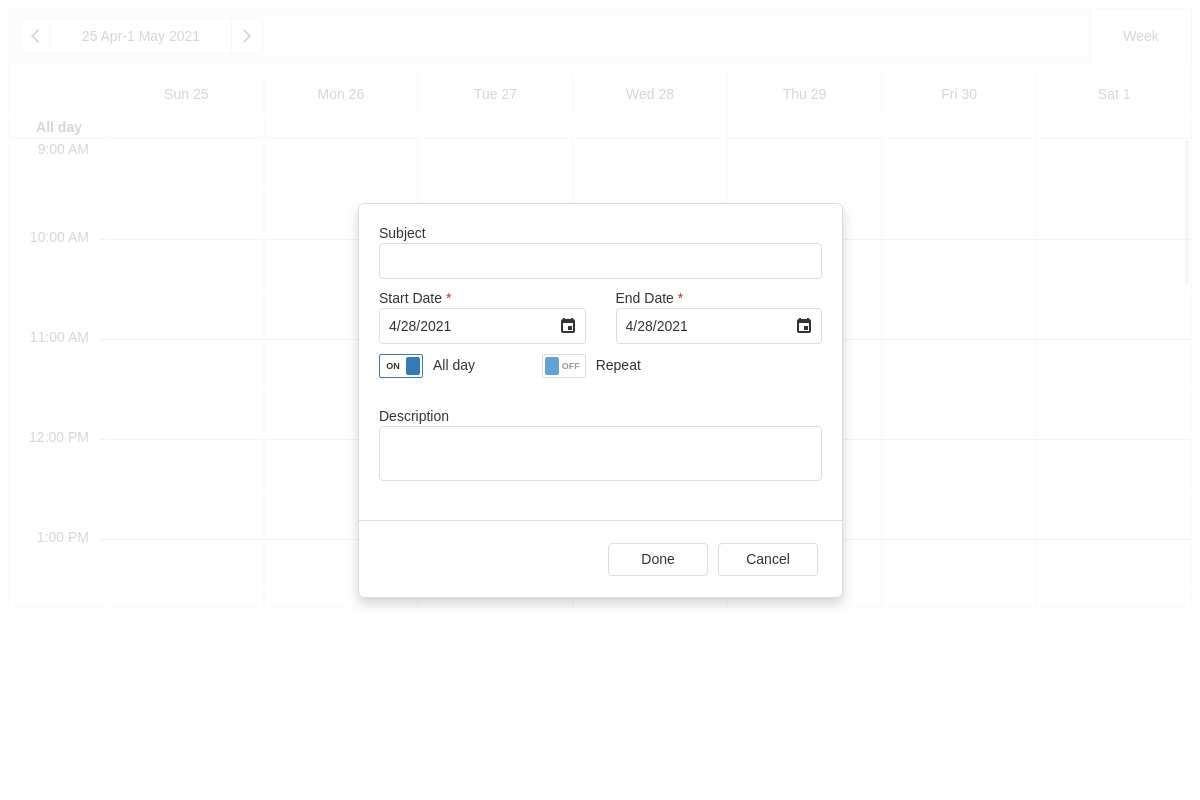 25 Apr-1 May 2021
Week
Sun 25
Mon 26
Tue 27
Wed 28
Thu 29
Fri 30
Sat 1
All day
9:00 AM
10:00 AM
11:00 AM
12:00 PM
1:00 PM
Subject
Start Date *
End Date *
4/28/2021
4/28/2021
ON
All day
OFF
Repeat
Description
Done
Cancel